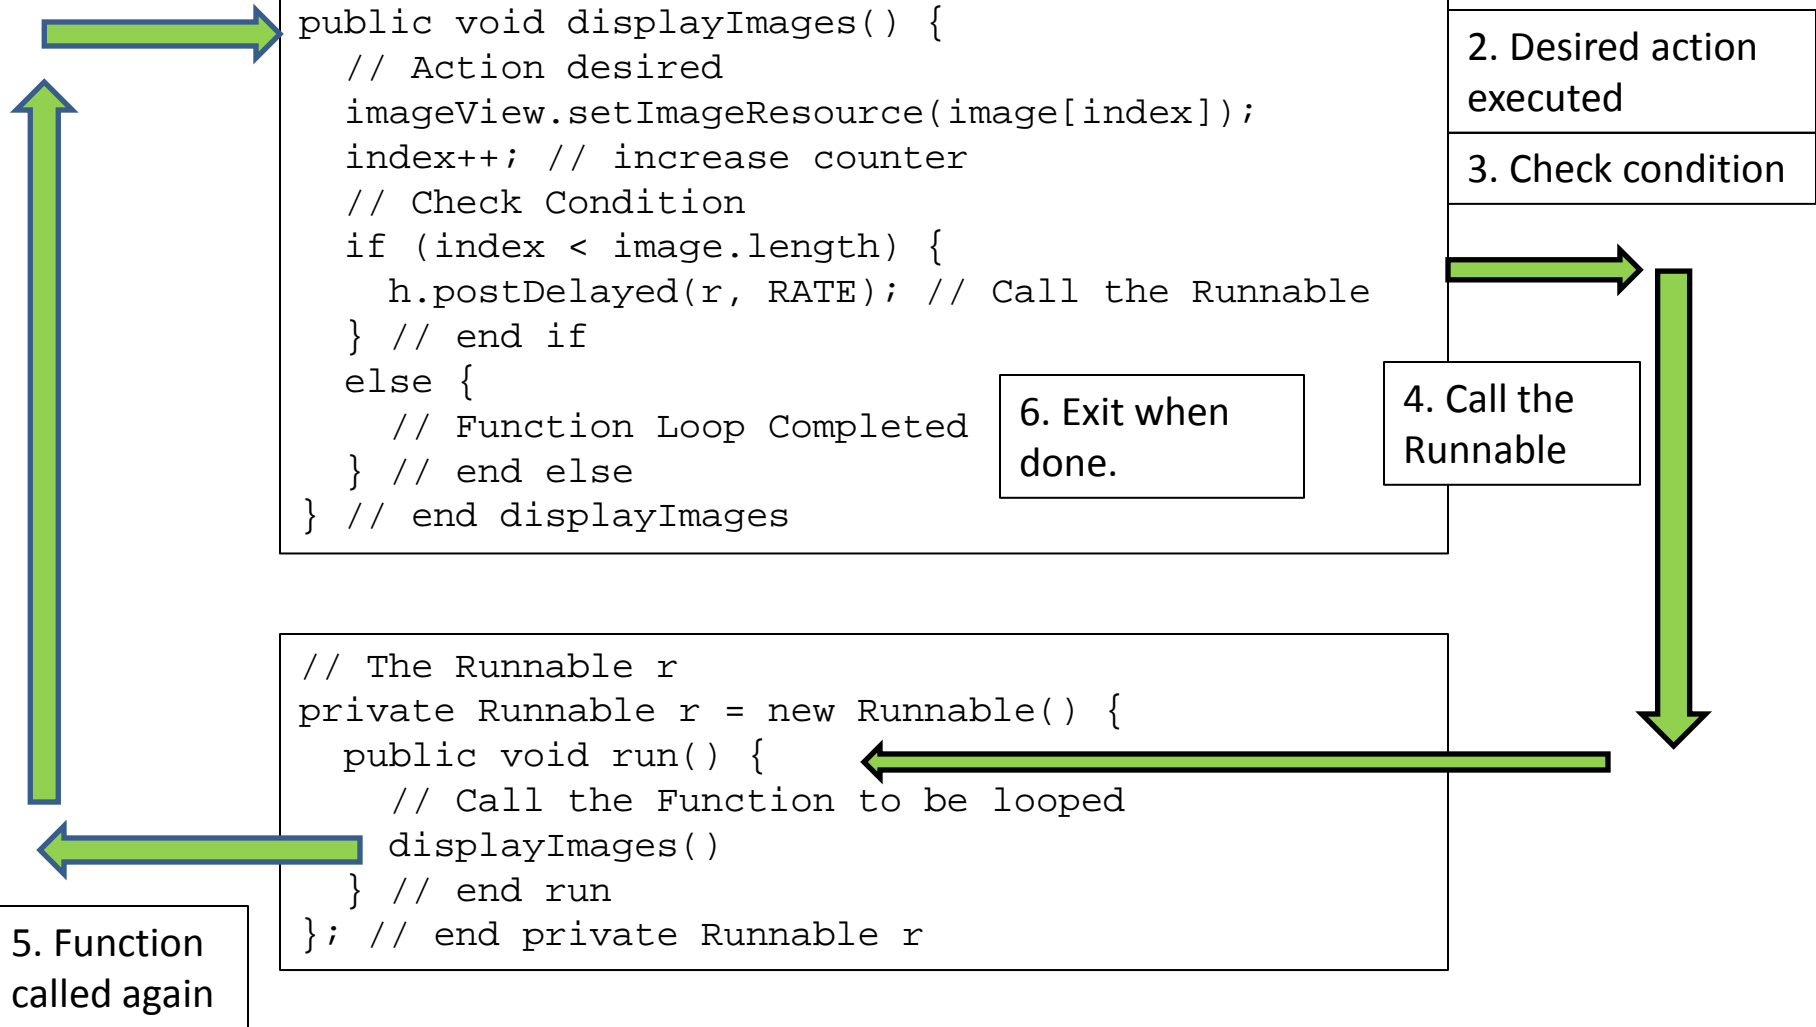 public void displayImages() {
// Action desired
imageView.setImageResource(image[index]);
index++; // increase counter
// Check Condition
if (index < image.length) {
h.postDelayed(r, RATE); // Call the Runnable
} // end if
else {
// Function Loop Completed
} // end else
} // end displayImages
2. Desired action
executed
3. Check condition
4. Call the
Runnable
6. Exit when
done.
// The Runnable r
private Runnable r = new Runnable() {
public void run() {
// Call the Function to be looped
displayImages()
} // end run
}; // end private Runnable r
5. Function
called again